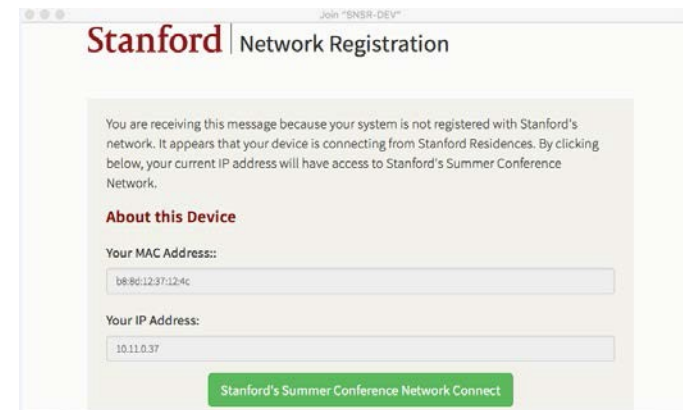 Join "SNSR-DEV"
Stanford Network Registration
You are receiving this message because your system is not registered with Stanford's
network. It appears that your device is connecting from Stanford Residences. By clicking
below, your current IP address will have access to Stanford's Summer Conference
Network.
About this Device
Your MAC Address::
b8:8d:12:37:12:4c
Your IP Address:
10.11.0.37
Stanford's Summer Conference Network Connect